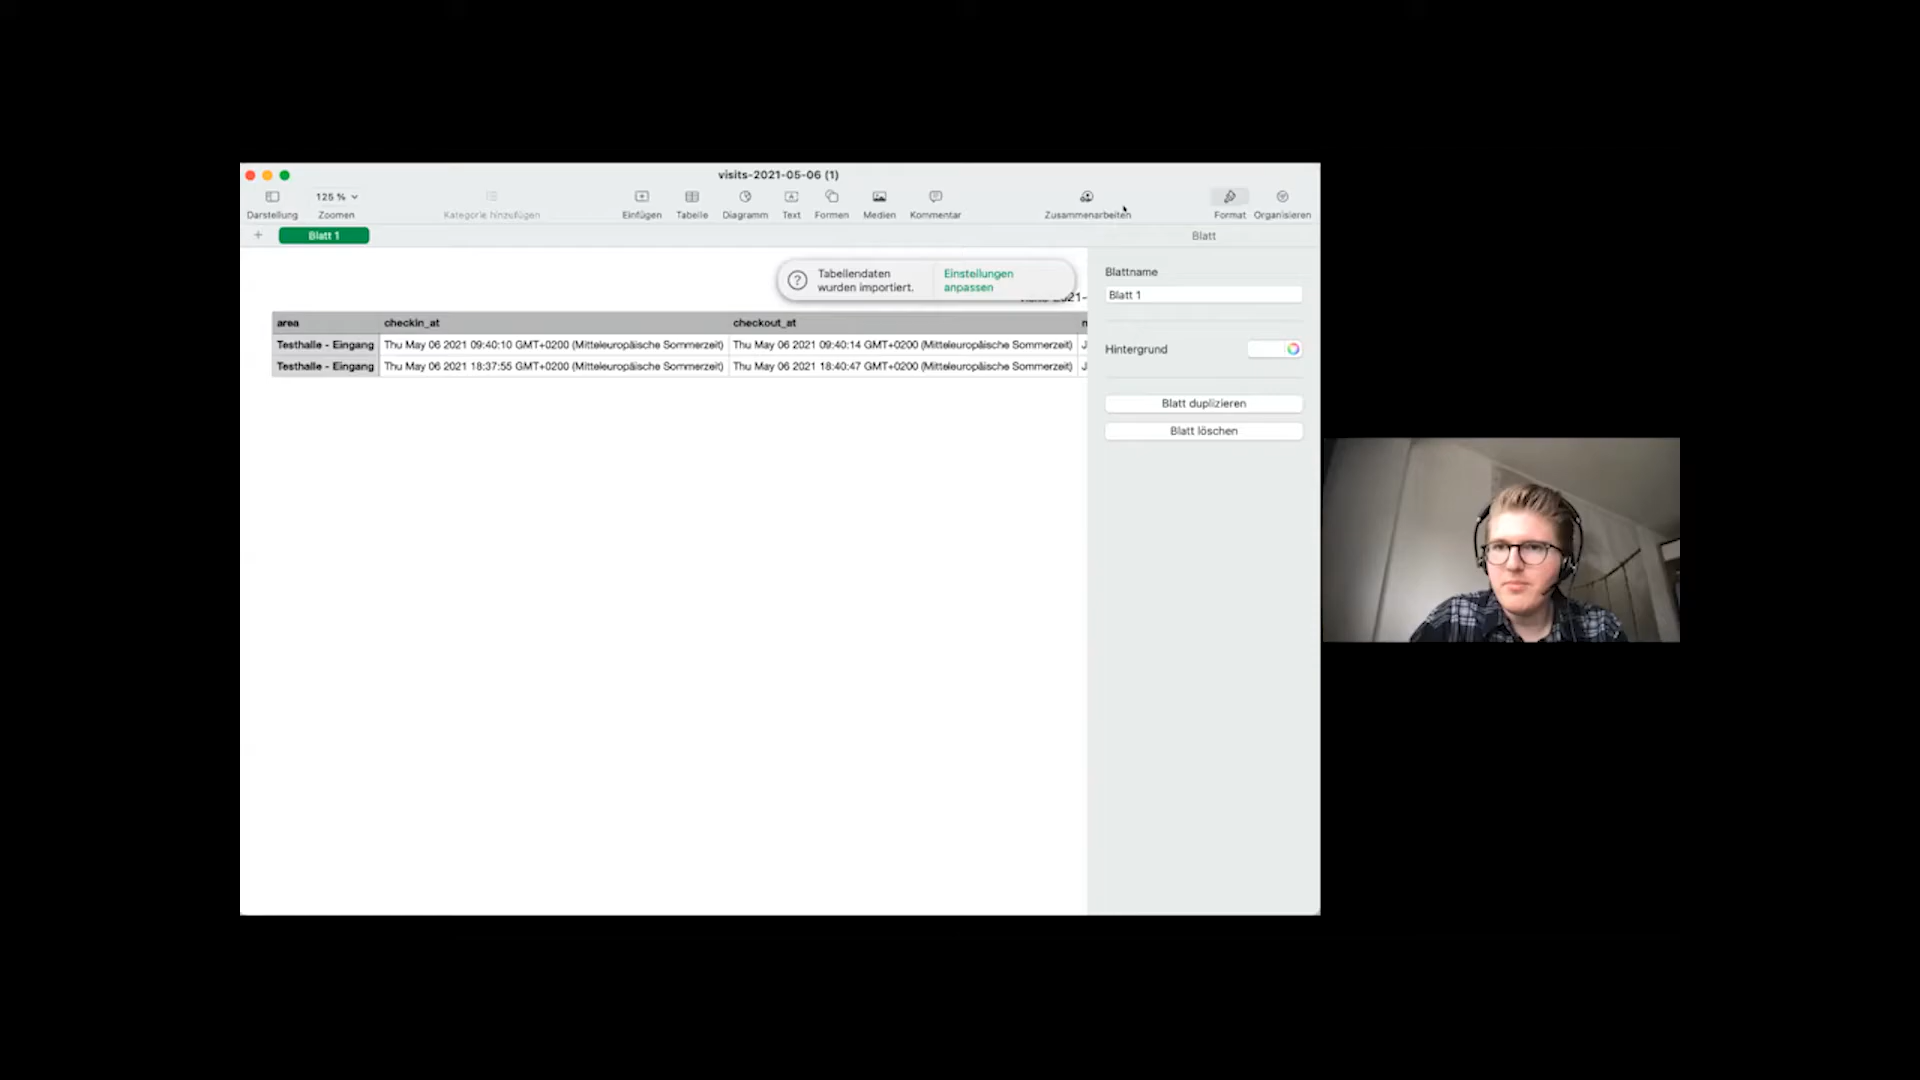 visits-2021-05-06 (1)
125 %
Darstellung
Zoomen
Kategorie hinzufügen
Einfügen
Tabelle
Diagramm
Text
Formen
Medien
Kommentar
Zusammenarbeiten
Format
Organisieren
Blatt 1
Blatt
Tabellendaten
wurden importiert.
Einstellungen
anpassen
Blattname
Blatt 1
area checkin_at checkout_at
Testhalle - Eingang Thu May 06 2021 09:40:10 GMT+0200 (Mitteleuropäische Sommerzeit) Thu May 06 2021 09:40:14 GMT+0200 (Mitteleuropäische Sommerzeit) J
Testhalle - Eingang Thu May 06 2021 18:37:55 GMT+0200 (Mitteleuropäische Sommerzeit) Thu May 06 2021 18:40:47 GMT+0200 (Mitteleuropäische Sommerzeit) J
Hintergrund
Blatt duplizieren
Blatt löschen